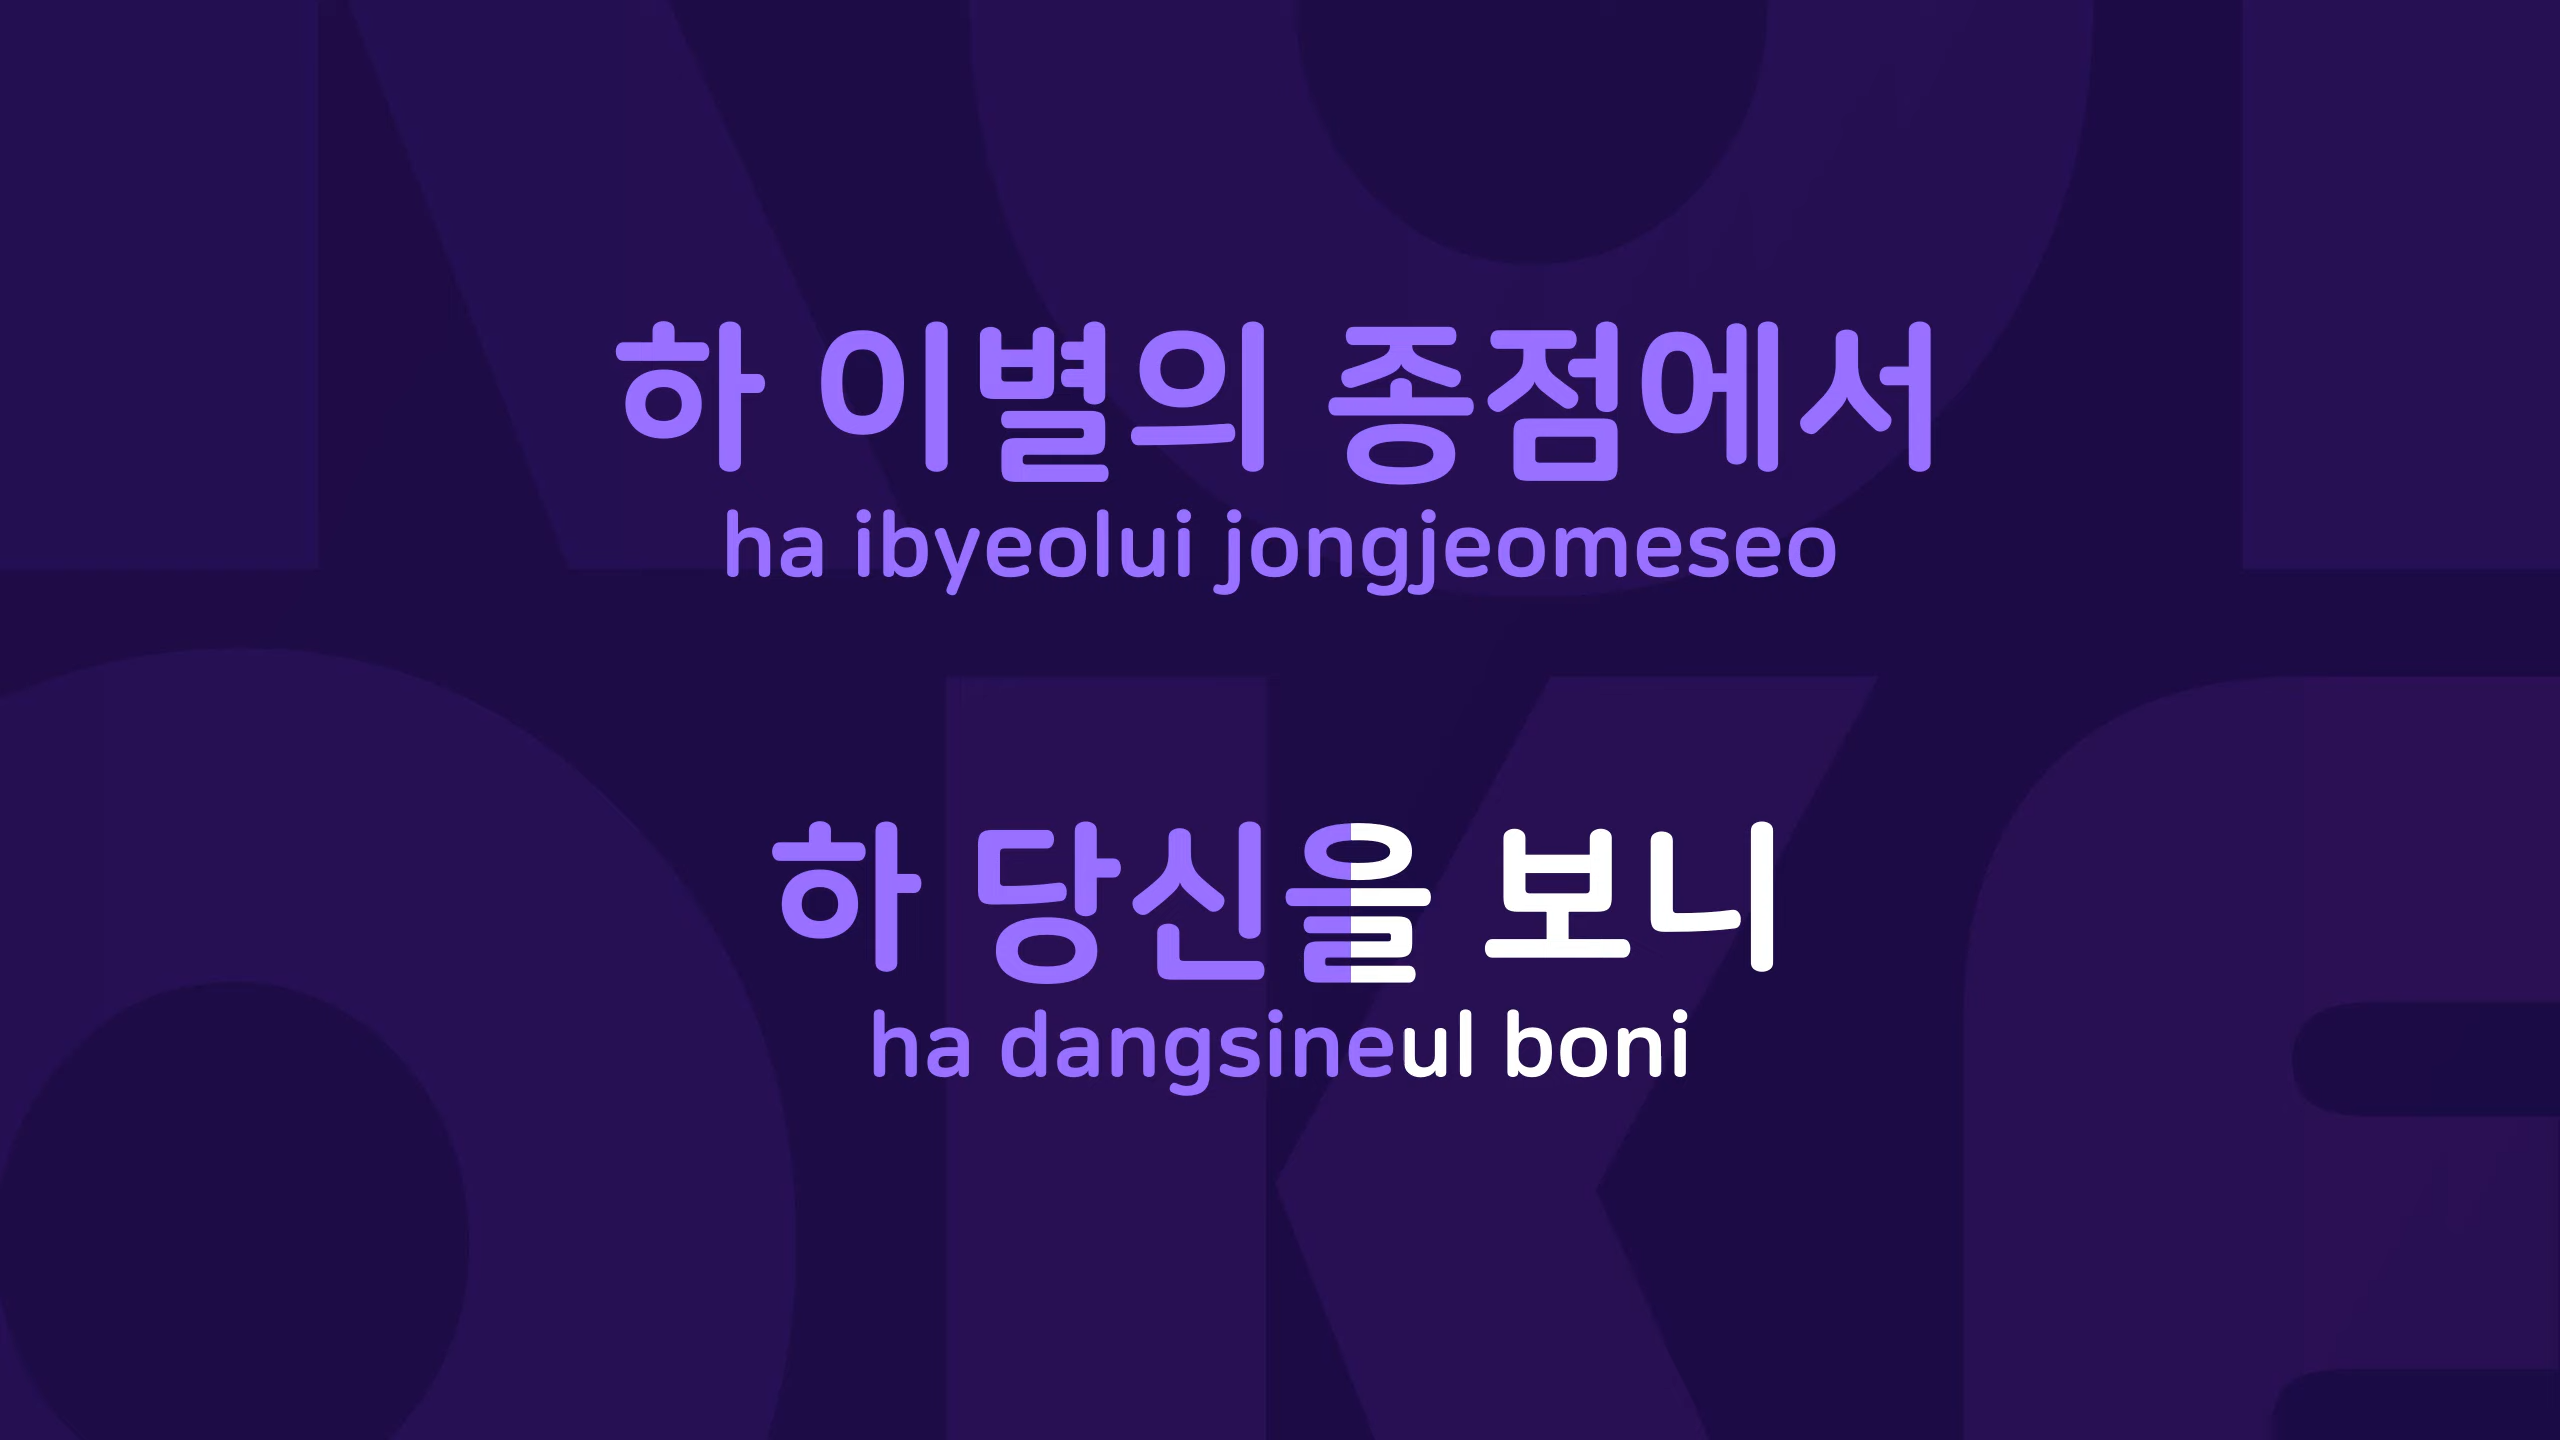 하 이별의 종점에서
ha ibyeolui jongjeomeseo
하 당신을 보니
ha dangsineul boni